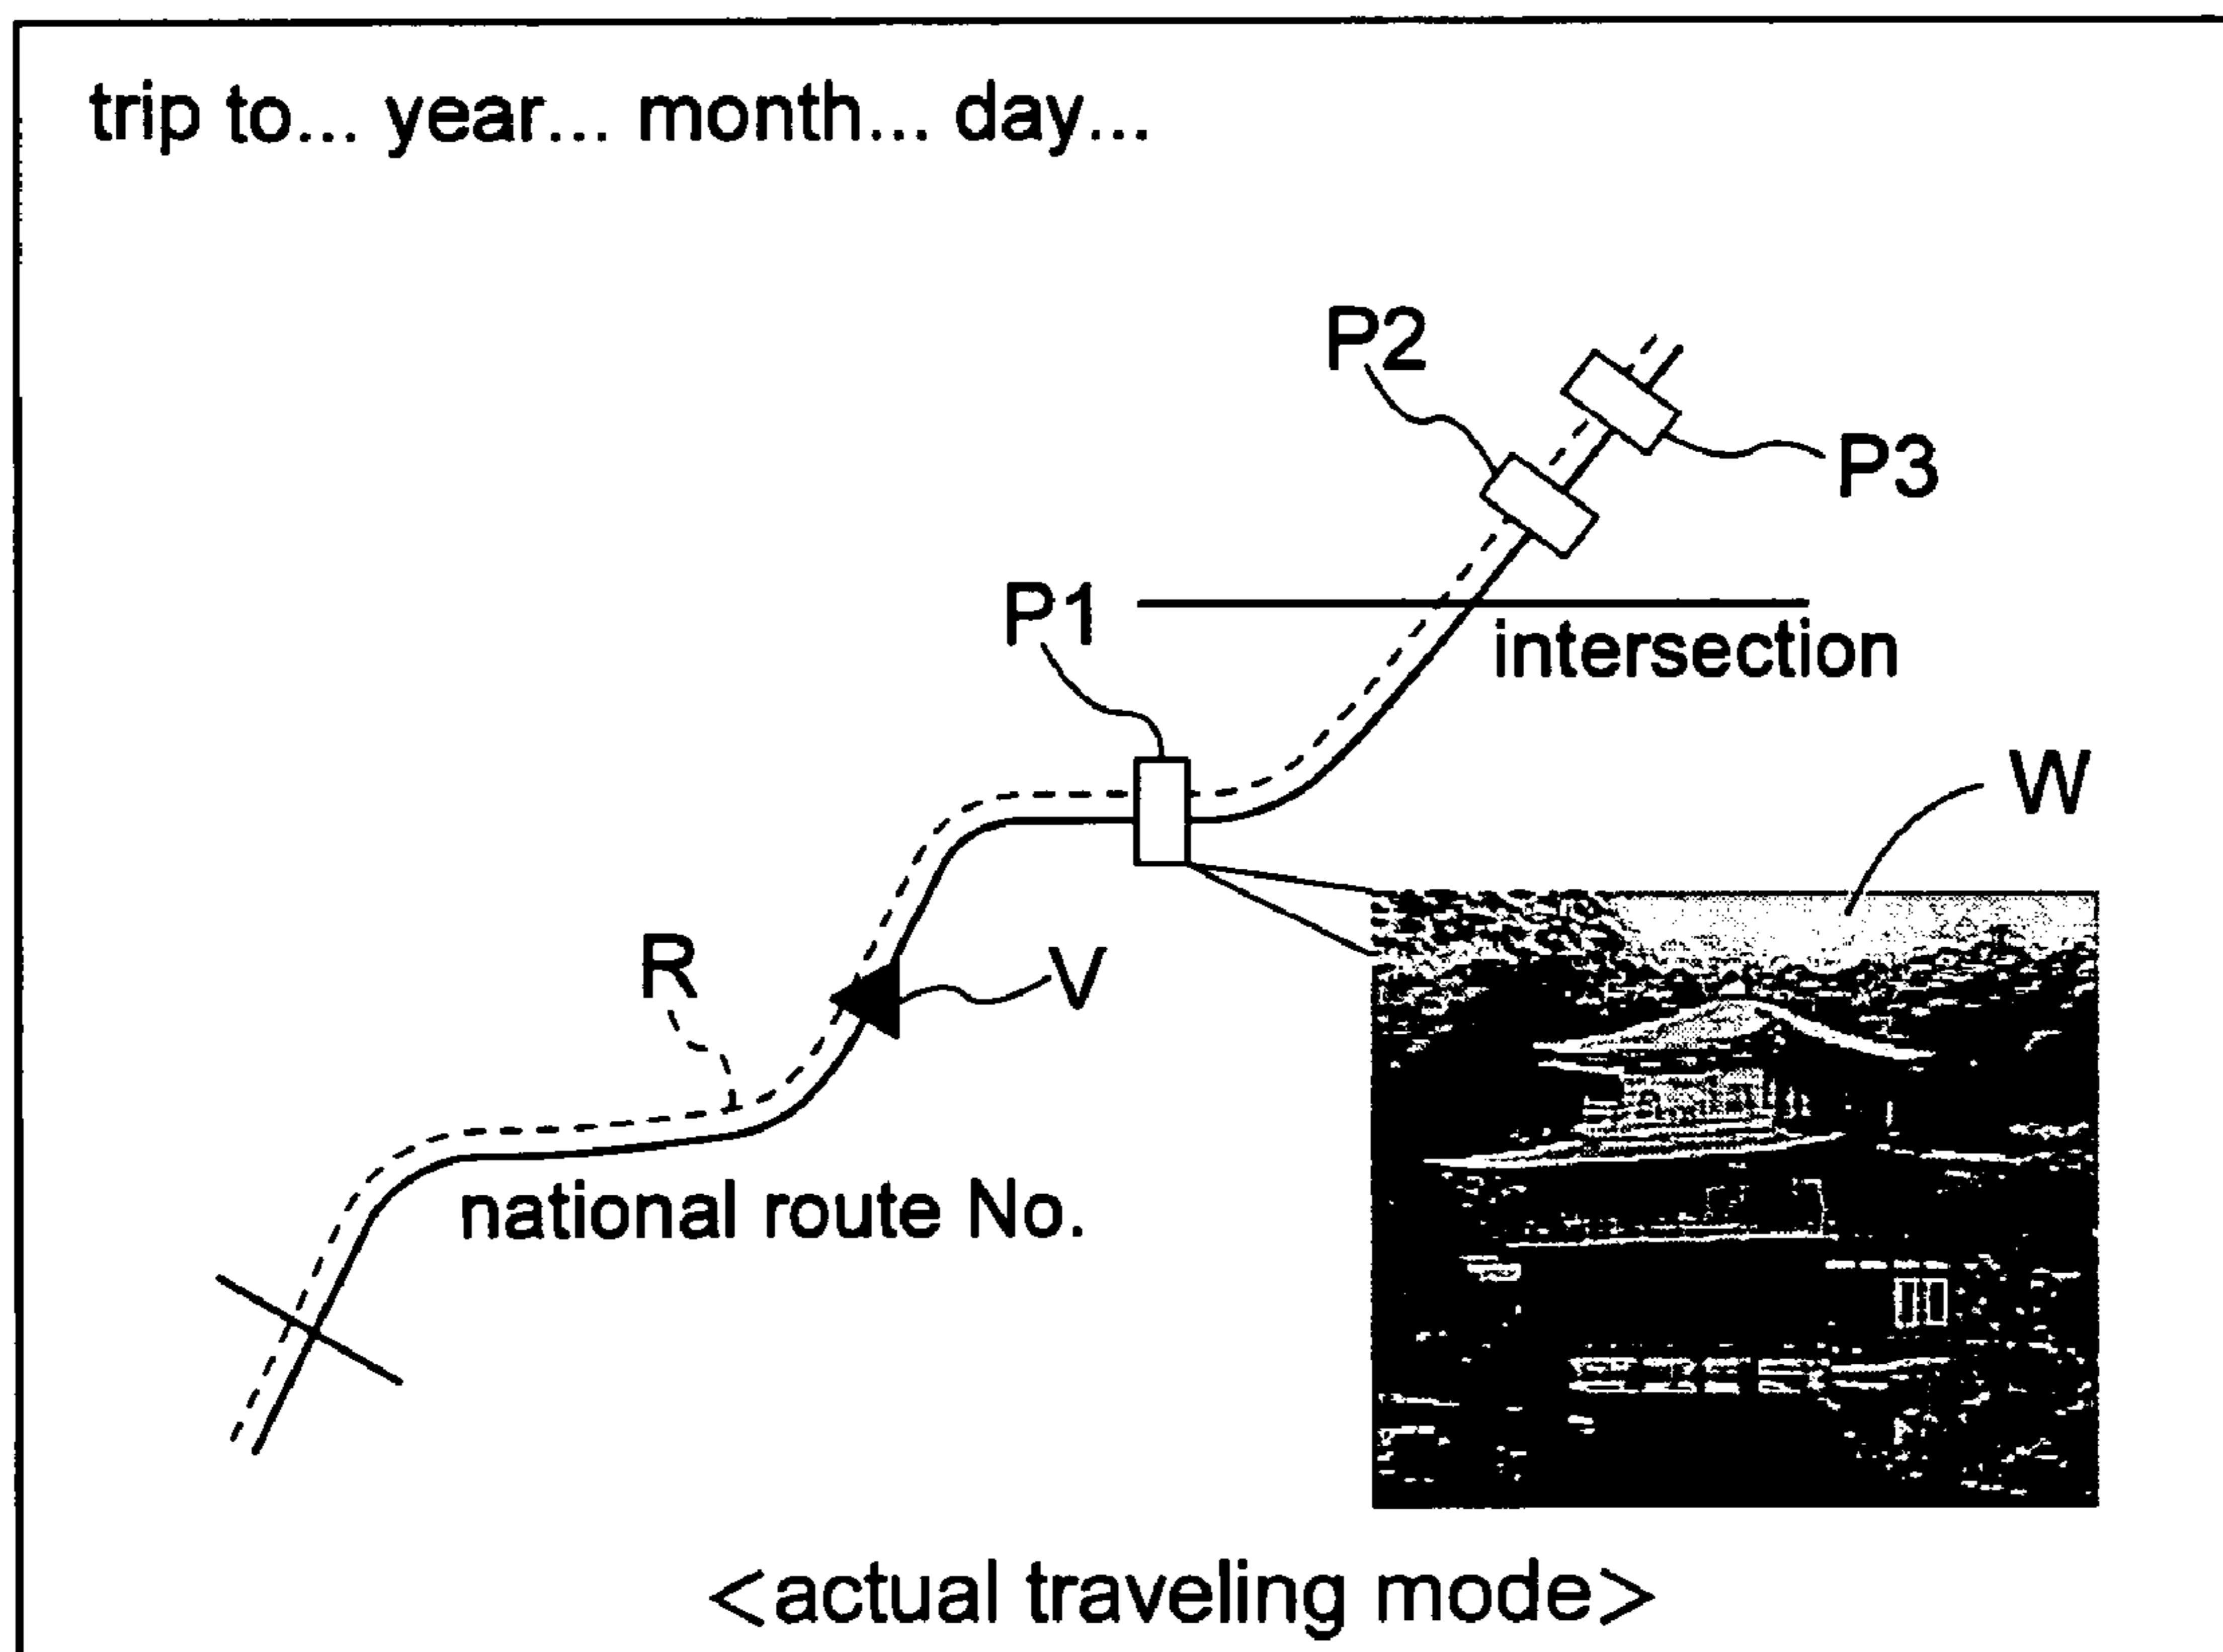 trip to... year... month... day...
P2
P3
P1
intersection
W
R
V
national route No.
<actual traveling mode>